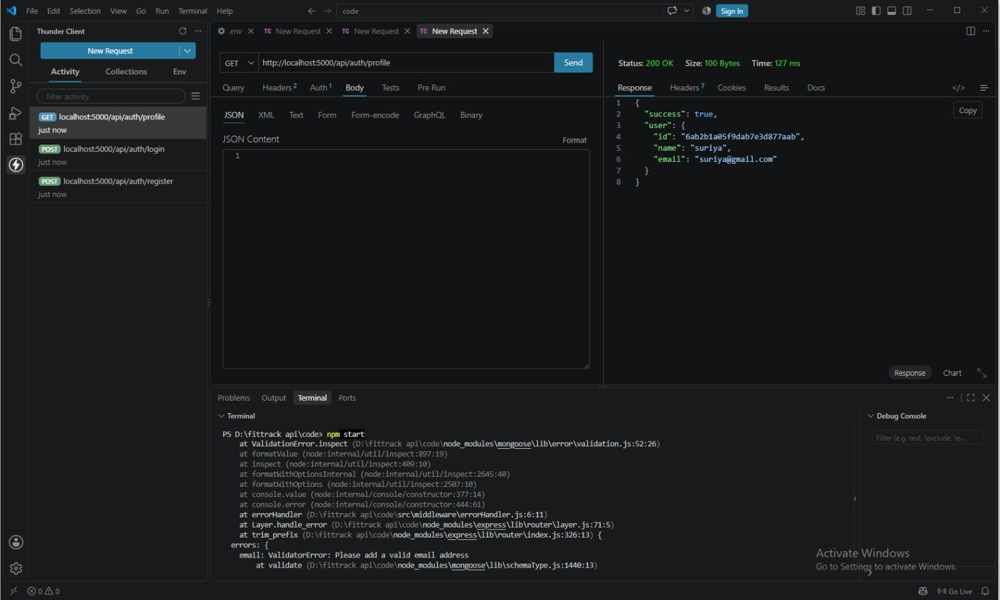 File Edit Selection View Go Run Terminal Help
code
Sign In
Thunder Client
New Request
Activity Collections Env
filter activity
GET localhost:5000/api/auth/profile
just now
POST localhost:5000/api/auth/login
just now
POST localhost:5000/api/auth/register
just now
.env
TC New Request
TC New Request
TC New Request
GET http://localhost:5000/api/auth/profile Send
Query Headers 2 Auth 1 Body Tests Pre Run
JSON XML Text Form Form-encode GraphQL Binary
JSON Content Format
1
Status: 200 OK Size: 100 Bytes Time: 127 ms
Response Headers 7 Cookies Results Docs </>
Copy
1 {
2 "success": true,
3 "user": {
4 "id": "6ab2b1a05f9dab7e3d877aab",
5 "name": "suriya",
6 "email": "suriya@gmail.com"
7 }
8 }
Response Chart
Problems Output Terminal Ports
Terminal
PS D:\fittrack api\code> npm start
at ValidationError.inspect (D:\fittrack api\code\node_modules\mongoose\lib\error\validation.js:52:26)
at formatValue (node:internal/util/inspect:897:19)
at inspect (node:internal/util/inspect:409:10)
at formatWithOptionsInternal (node:internal/util/inspect:2645:40)
at formatWithOptions (node:internal/util/inspect:2507:10)
at console.value (node:internal/console/constructor:377:14)
at console.error (node:internal/console/constructor:444:61)
at errorHandler (D:\fittrack api\code\src\middleware\errorHandler.js:6:11)
at Layer.handle_error (D:\fittrack api\code\node_modules\express\lib\router\layer.js:71:5)
at trim_prefix (D:\fittrack api\code\node_modules\express\lib\router\index.js:326:13) {
errors: {
email: ValidatorError: Please add a valid email address
at validate (D:\fittrack api\code\node_modules\mongoose\lib\schemaType.js:1440:13)
Debug Console
Filter (e.g. text, !exclude, \e...
Activate Windows
Go to Settings to activate Windows.
0 0
Go Live